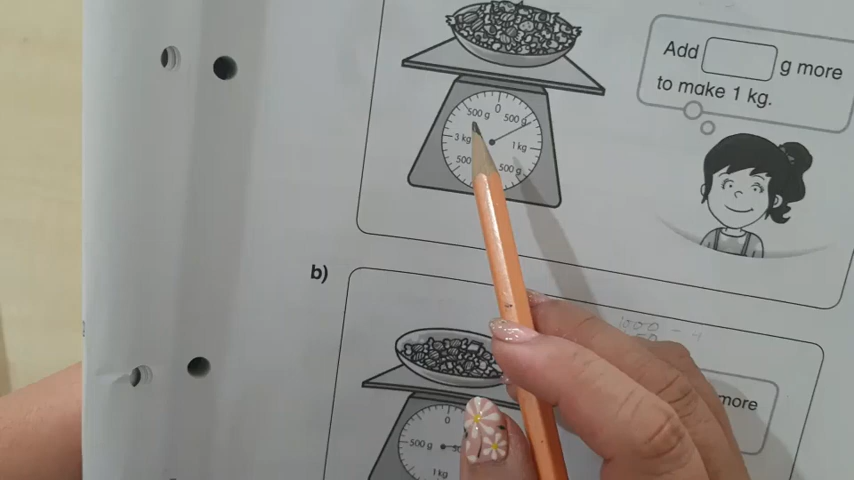 Add g more
to make 1 kg.
0
500 g 500 g
3 kg 1 kg
500 500 g
b)
1000 -
more
0
500 g
1 kg